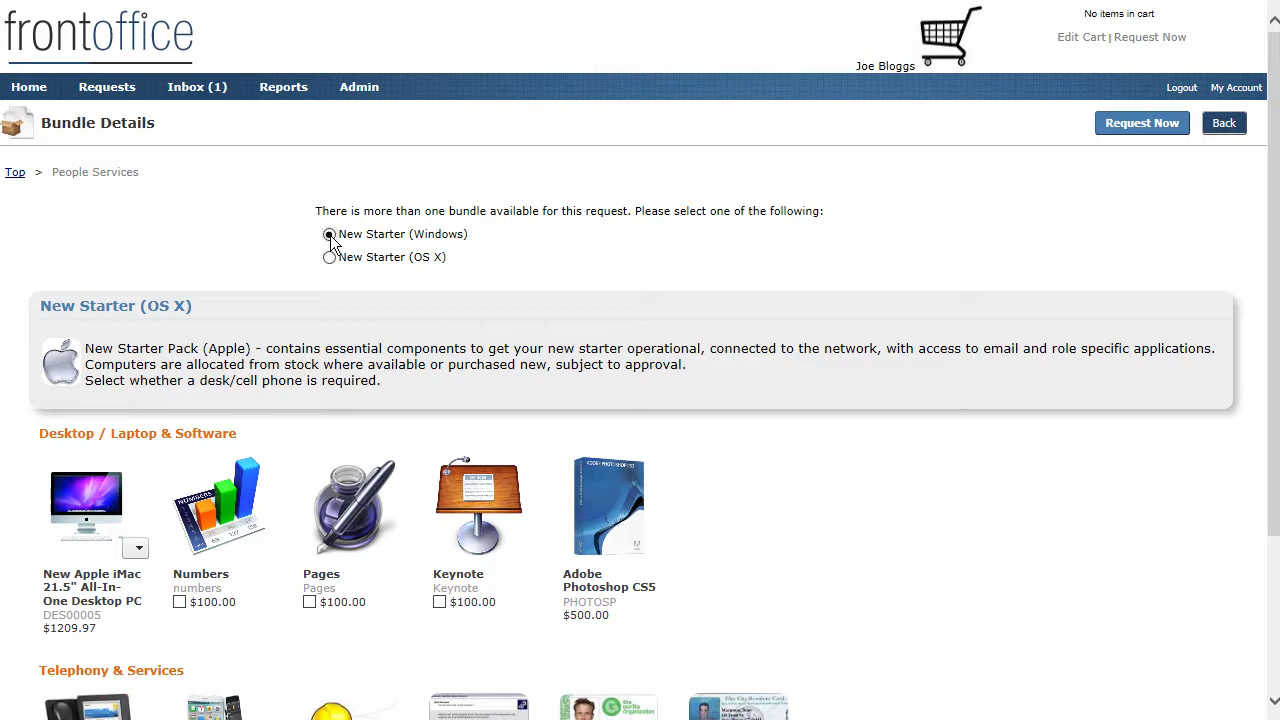 frontoffice
No items in cart
Edit Cart | Request Now
Joe Bloggs
Home Requests Inbox (1) Reports Admin Logout My Account
Bundle Details Request Now Back
Top > People Services
There is more than one bundle available for this request. Please select one of the following:
New Starter (Windows)
New Starter (OS X)
New Starter (OS X)
New Starter Pack (Apple) - contains essential components to get your new starter operational, connected to the network, with access to email and role specific applications.
Computers are allocated from stock where available or purchased new, subject to approval.
Select whether a desk/cell phone is required.
Desktop / Laptop & Software
NUMBERS
ADOBE PHOTOSHOP CS5
New Apple iMac
21.5" All-In-
One Desktop PC
DES00005
$1209.97
Numbers
numbers
$100.00
Pages
Pages
$100.00
Keynote
Keynote
$100.00
Adobe
Photoshop CS5
PHOTOSP
$500.00
Telephony & Services
the gorilla
organization